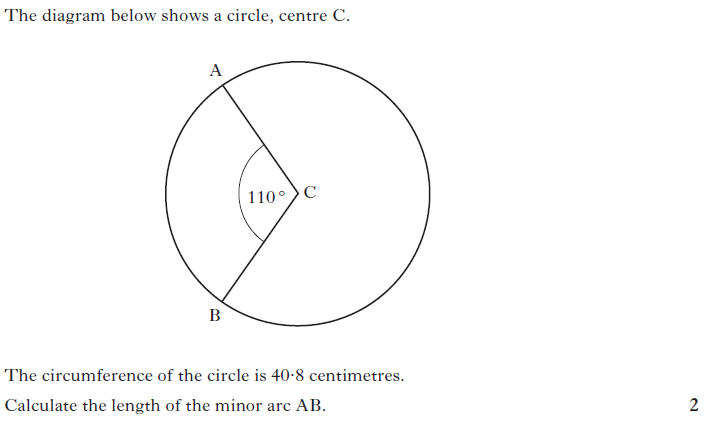 The diagram below shows a circle, centre C.
A
110° C
B
The circumference of the circle is 40·8 centimetres.
Calculate the length of the minor arc AB. 2